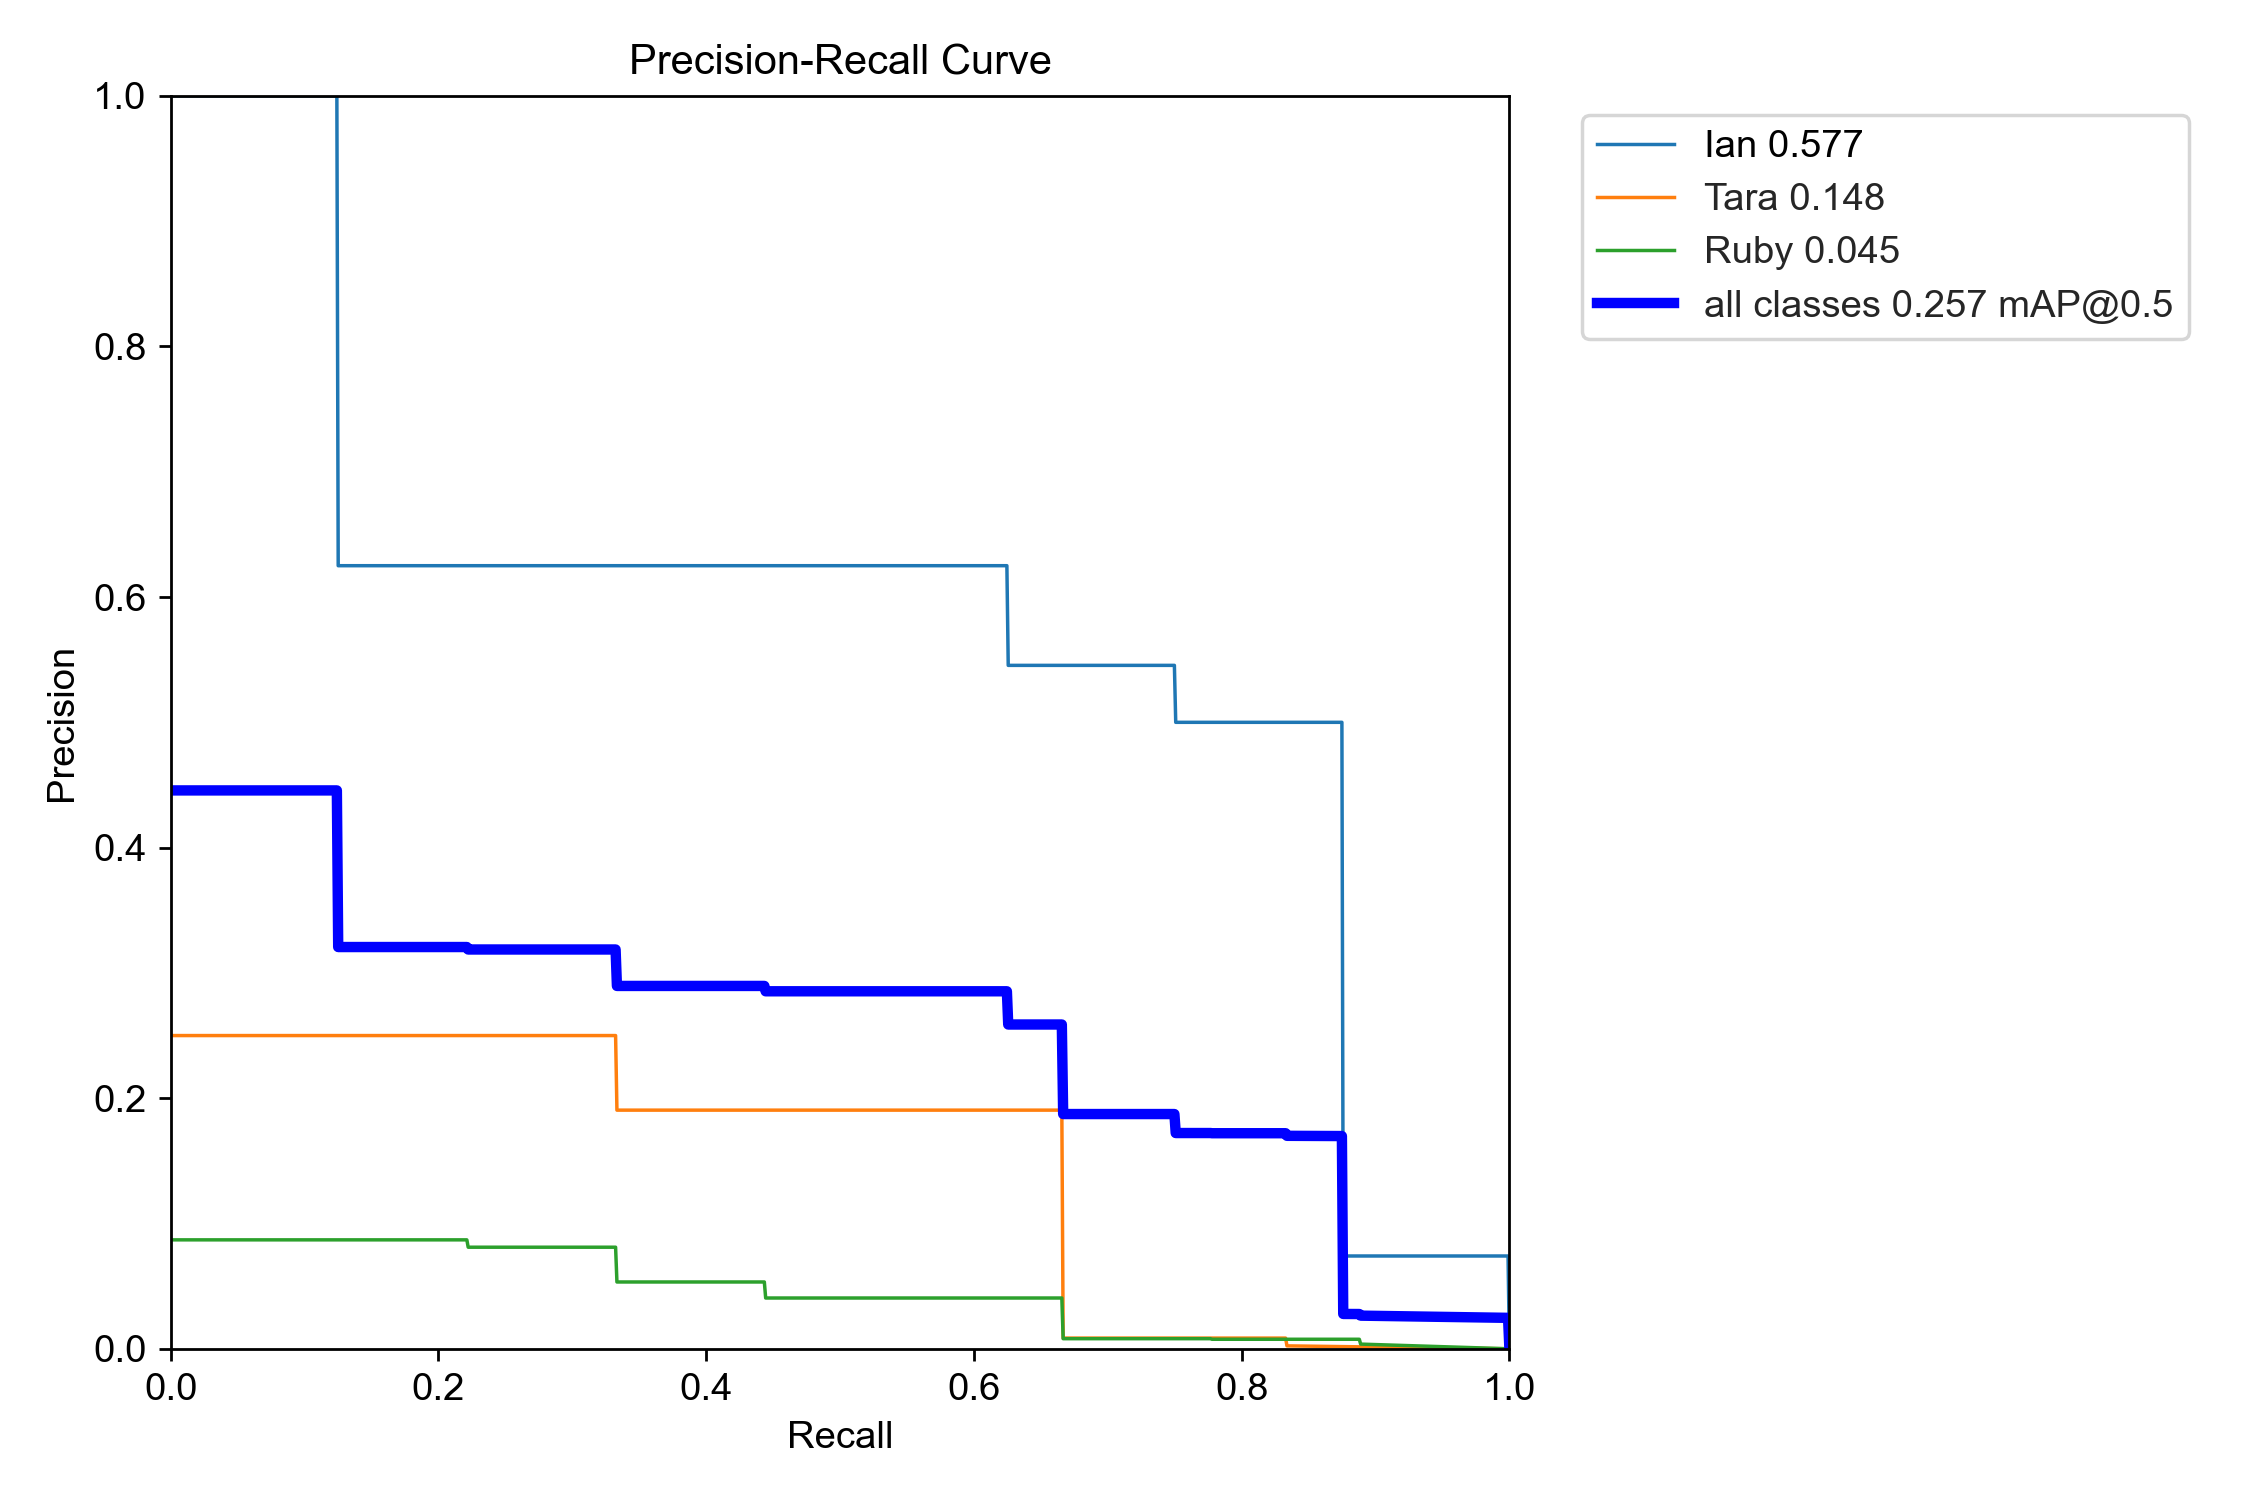 Precision-Recall Curve
1.0
0.8
0.6
0.4
0.2
0.0
Precision
0.0 0.2 0.4 0.6 0.8 1.0
Recall
Ian 0.577
Tara 0.148
Ruby 0.045
all classes 0.257 mAP@0.5